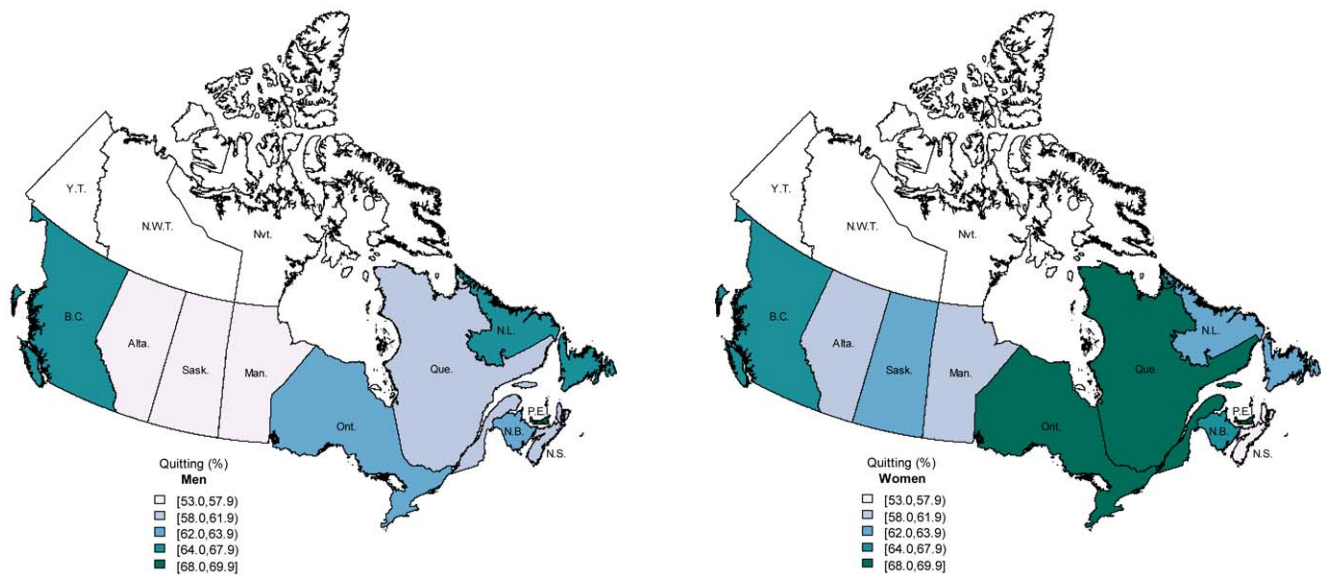 Y.T.
N.W.T.
Nvt.
B.C.
Alta.
Sask.
Man.
Ont.
Que.
N.L.
P.E.
N.B.
N.S.
Quitting (%)
Men
[53.0,57.9)
[58.0,61.9)
[62.0,63.9)
[64.0,67.9)
[68.0,69.9]
Y.T.
N.W.T.
Nvt.
B.C.
Alta.
Sask.
Man.
Ont.
Que.
N.L.
P.E.
N.B.
N.S.
Quitting (%)
Women
[53.0,57.9)
[58.0,61.9)
[62.0,63.9)
[64.0,67.9)
[68.0,69.9]